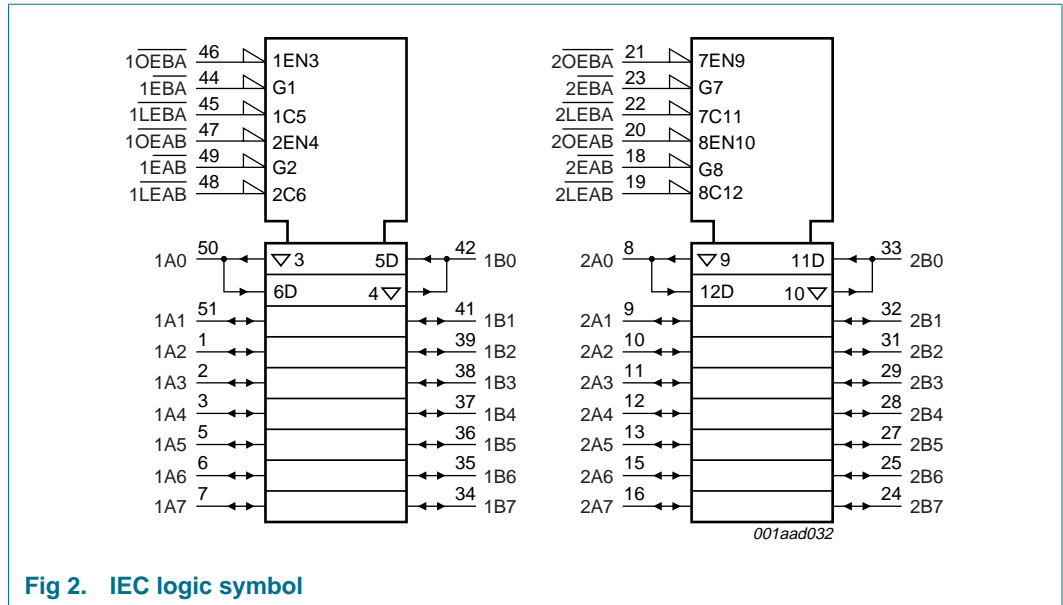 1OEBA 46 1EN3
1EBA 44 G1
1LEBA 45 1C5
1OEAB 47 2EN4
1EAB 49 G2
1LEAB 48 2C6
1A0 50 ▽3 5D 42 1B0
6D 4▽
1A1 51 41 1B1
1A2 1 39 1B2
1A3 2 38 1B3
1A4 3 37 1B4
1A5 5 36 1B5
1A6 6 35 1B6
1A7 7 34 1B7
2OEBA 21 7EN9
2EBA 23 G7
2LEBA 22 7C11
2OEAB 20 8EN10
2EAB 18 G8
2LEAB 19 8C12
2A0 8 ▽9 11D 33 2B0
12D 10▽
2A1 9 32 2B1
2A2 10 31 2B2
2A3 11 29 2B3
2A4 12 28 2B4
2A5 13 27 2B5
2A6 15 25 2B6
2A7 16 24 2B7
001aad032
Fig 2. IEC logic symbol